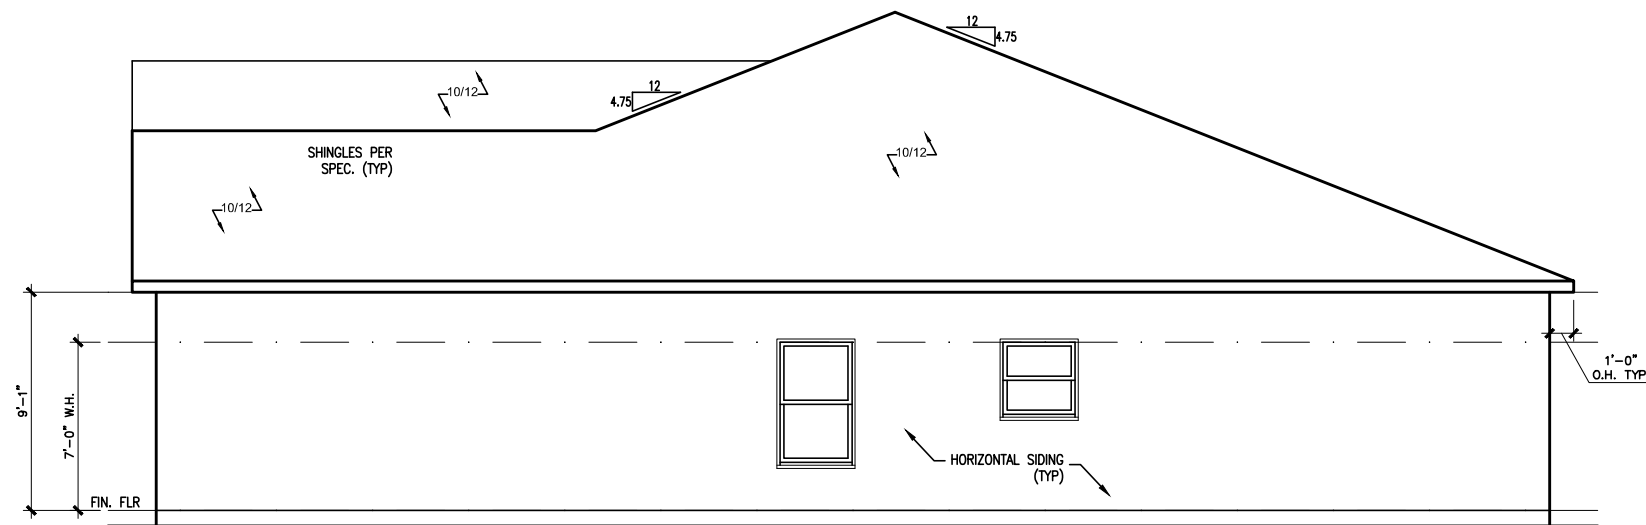 12
4.75
10/12
12
4.75
SHINGLES PER
SPEC. (TYP)
10/12
10/12
1'-0"
O.H. TYP
9'-1"
7'-0" W.H.
HORIZONTAL SIDING
(TYP)
FIN. FLR